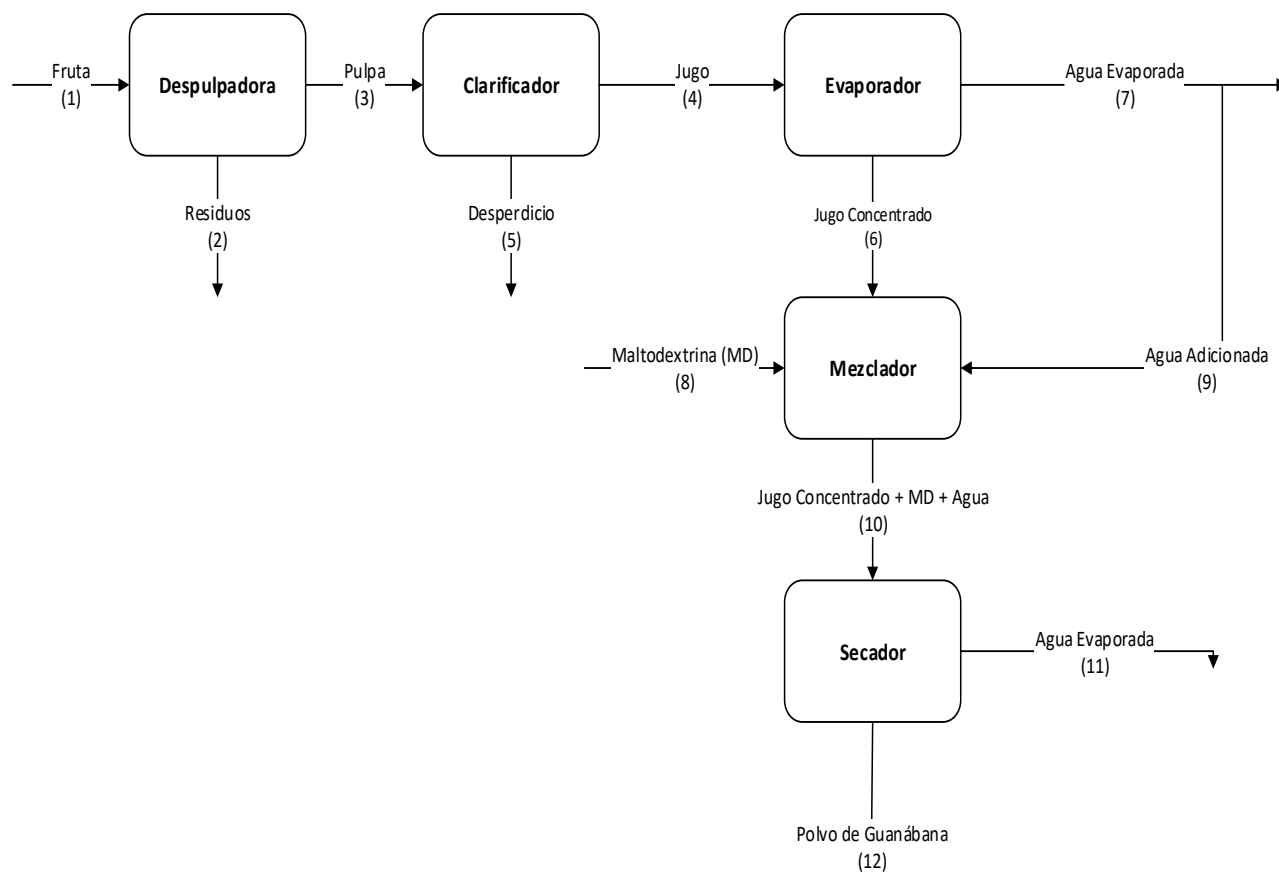 Fruta
(1)
Despulpadora
Pulpa
(3)
Clarificador
Jugo
(4)
Evaporador
Agua Evaporada
(7)
Residuos
(2)
Desperdicio
(5)
Jugo Concentrado
(6)
Maltodextrina (MD)
(8)
Mezclador
Agua Adicionada
(9)
Jugo Concentrado + MD + Agua
(10)
Secador
Agua Evaporada
(11)
Polvo de Guanábana
(12)